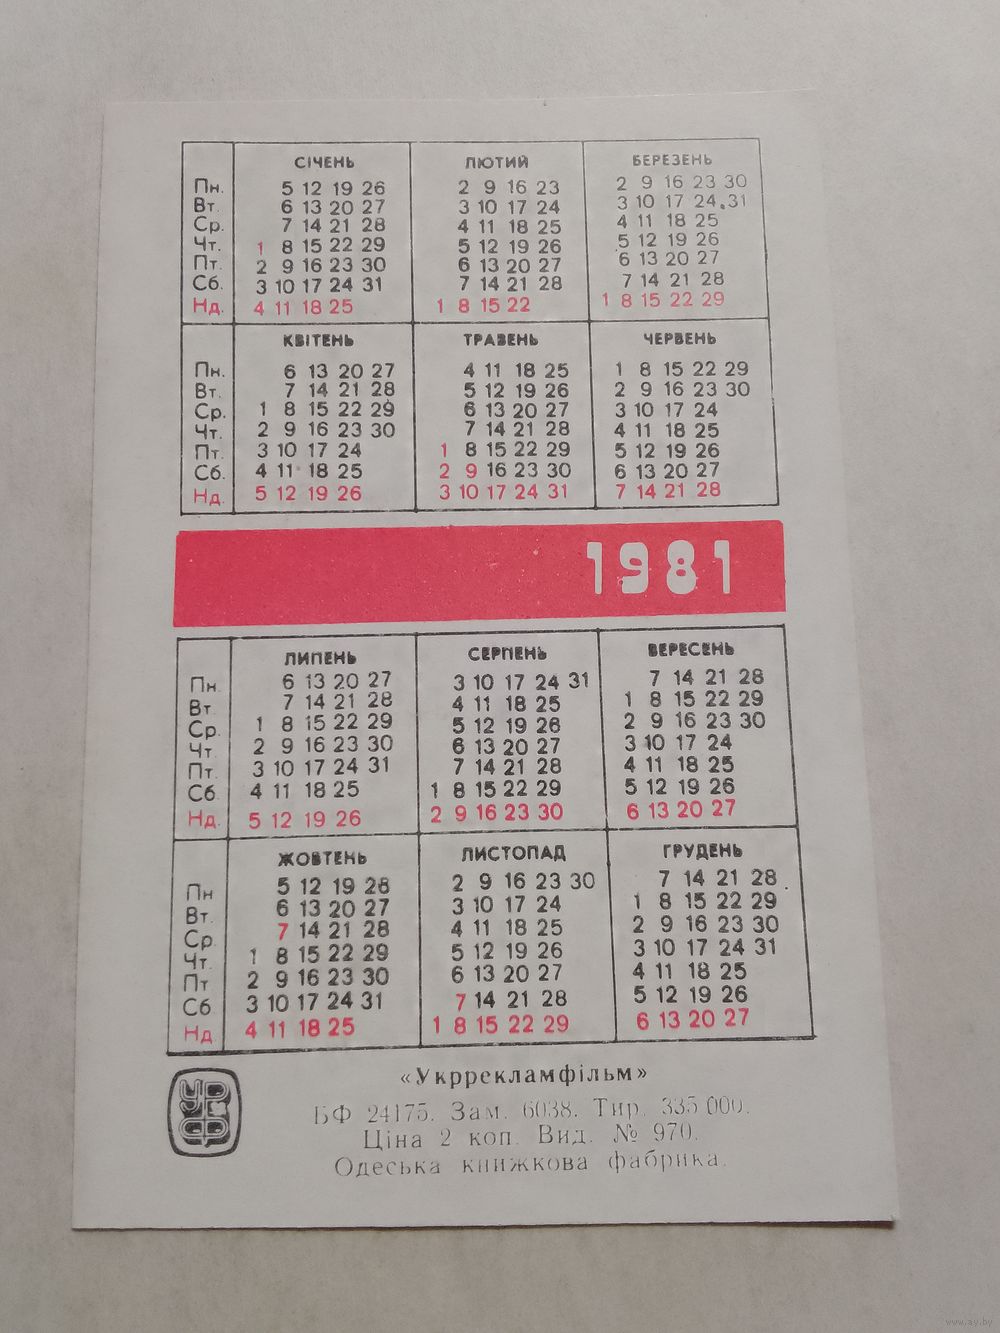 СІЧЕНЬ ЛЮТИЙ БЕРЕЗЕНЬ
Пн. 5 12 19 26 2 9 16 23 2 9 16 23 30
Вт. 6 13 20 27 3 10 17 24 3 10 17 24 31
Ср. 7 14 21 28 4 11 18 25 4 11 18 25
Чт. 1 8 15 22 29 5 12 19 26 5 12 19 26
Пт. 2 9 16 23 30 6 13 20 27 6 13 20 27
Сб. 3 10 17 24 31 7 14 21 28 7 14 21 28
Нд. 4 11 18 25 1 8 15 22 1 8 15 22 29
КВІТЕНЬ ТРАВЕНЬ ЧЕРВЕНЬ
Пн. 6 13 20 27 4 11 18 25 1 8 15 22 29
Вт. 7 14 21 28 5 12 19 26 2 9 16 23 30
Ср. 1 8 15 22 29 6 13 20 27 3 10 17 24
Чт. 2 9 16 23 30 7 14 21 28 4 11 18 25
Пт. 3 10 17 24 1 8 15 22 29 5 12 19 26
Сб. 4 11 18 25 2 9 16 23 30 6 13 20 27
Нд. 5 12 19 26 3 10 17 24 31 7 14 21 28
1981
ЛИПЕНЬ СЕРПЕНЬ ВЕРЕСЕНЬ
Пн. 6 13 20 27 3 10 17 24 31 7 14 21 28
Вт. 7 14 21 28 4 11 18 25 1 8 15 22 29
Ср. 1 8 15 22 29 5 12 19 26 2 9 16 23 30
Чт 2 9 16 23 30 6 13 20 27 3 10 17 24
Пт. 3 10 17 24 31 7 14 21 28 4 11 18 25
Сб. 4 11 18 25 1 8 15 22 29 5 12 19 26
Нд. 5 12 19 26 2 9 16 23 30 6 13 20 27
ЖОВТЕНЬ ЛИСТОПАД ГРУДЕНЬ
Пн 5 12 19 26 2 9 16 23 30 7 14 21 28
Вт. 6 13 20 27 3 10 17 24 1 8 15 22 29
Ср 7 14 21 28 4 11 18 25 2 9 16 23 30
Чт. 1 8 15 22 29 5 12 19 26 3 10 17 24 31
Пт 2 9 16 23 30 6 13 20 27 4 11 18 25
Сб 3 10 17 24 31 7 14 21 28 5 12 19 26
Нд 4 11 18 25 1 8 15 22 29 6 13 20 27
«Укррекламфільм»
БФ 24175. Зам. 6038. Тир. 335 000.
Ціна 2 коп. Вид. № 970.
Одеська книжкова фабрика.
www.ay.by